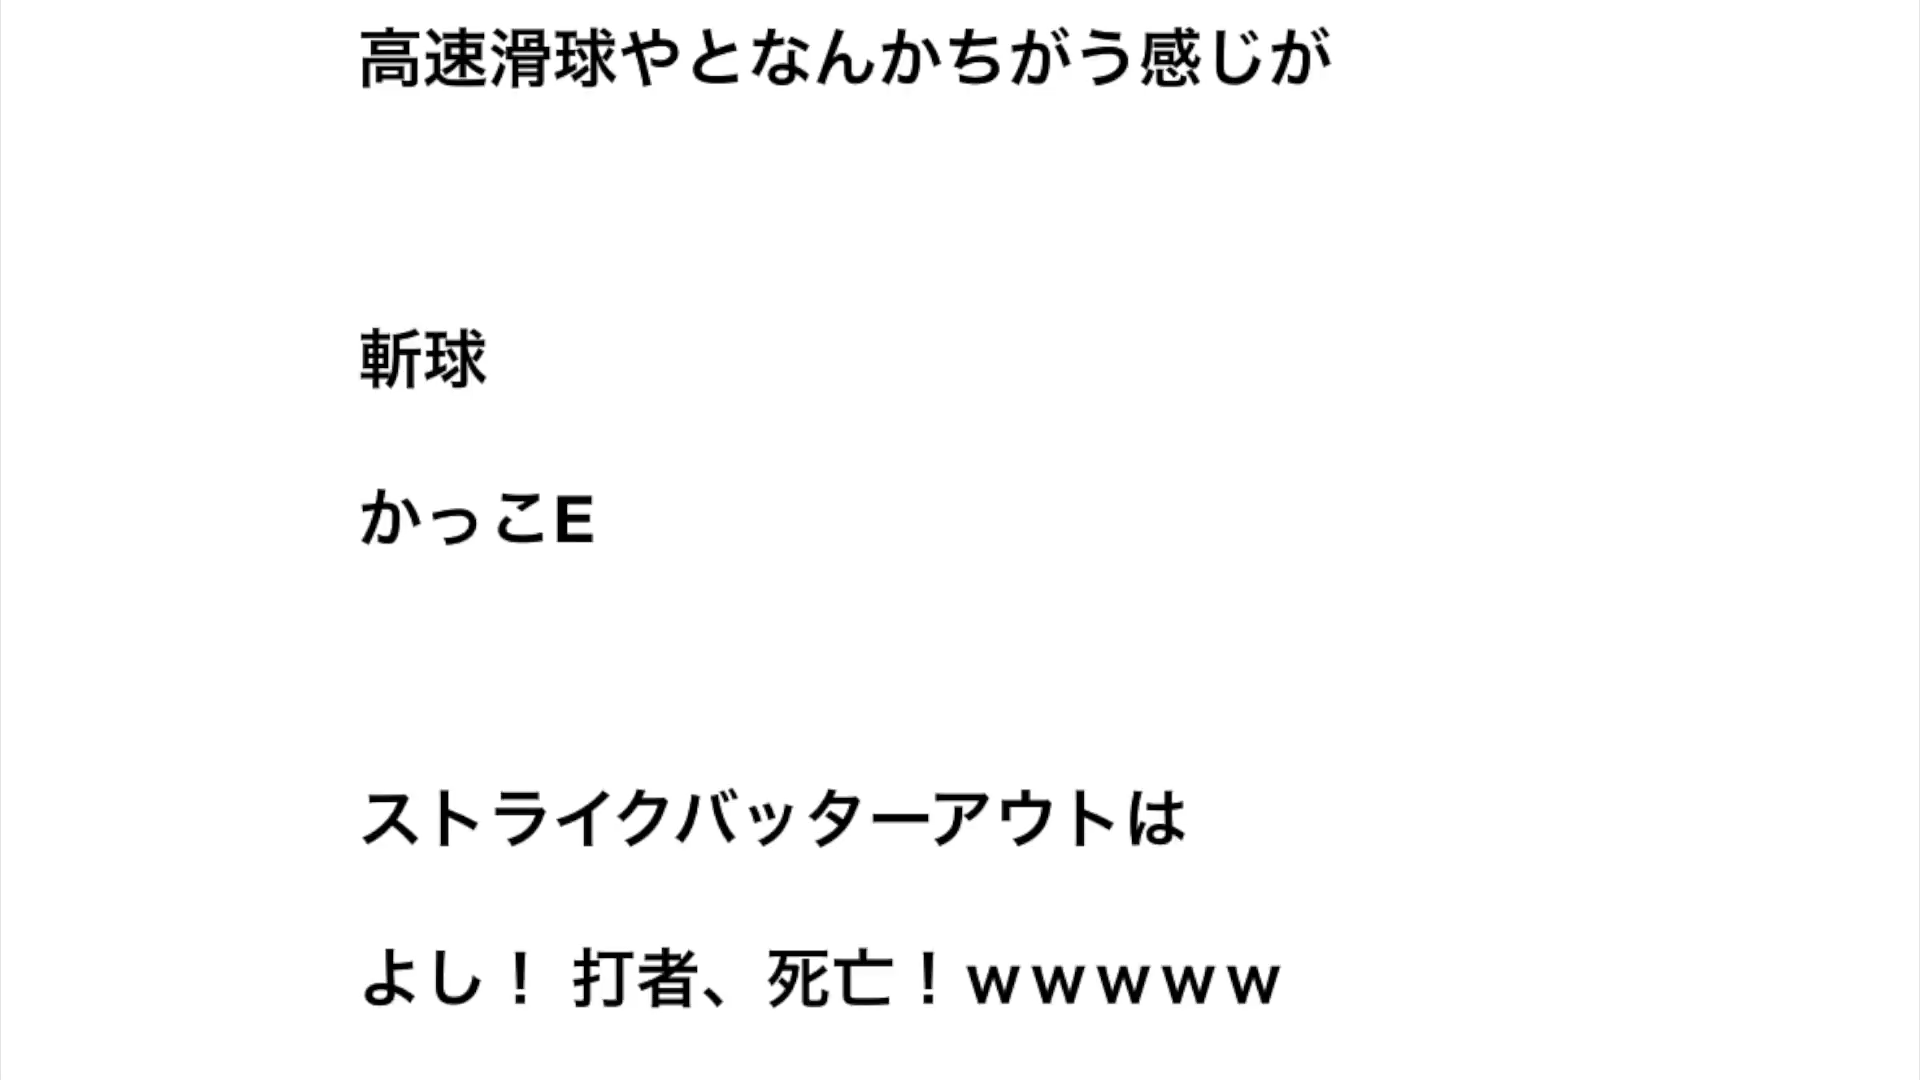 高速滑球やとなんかちがう感じが
斬球
かっこE
ストライクバッターアウトは
よし！ 打者、死亡！ｗｗｗｗｗ